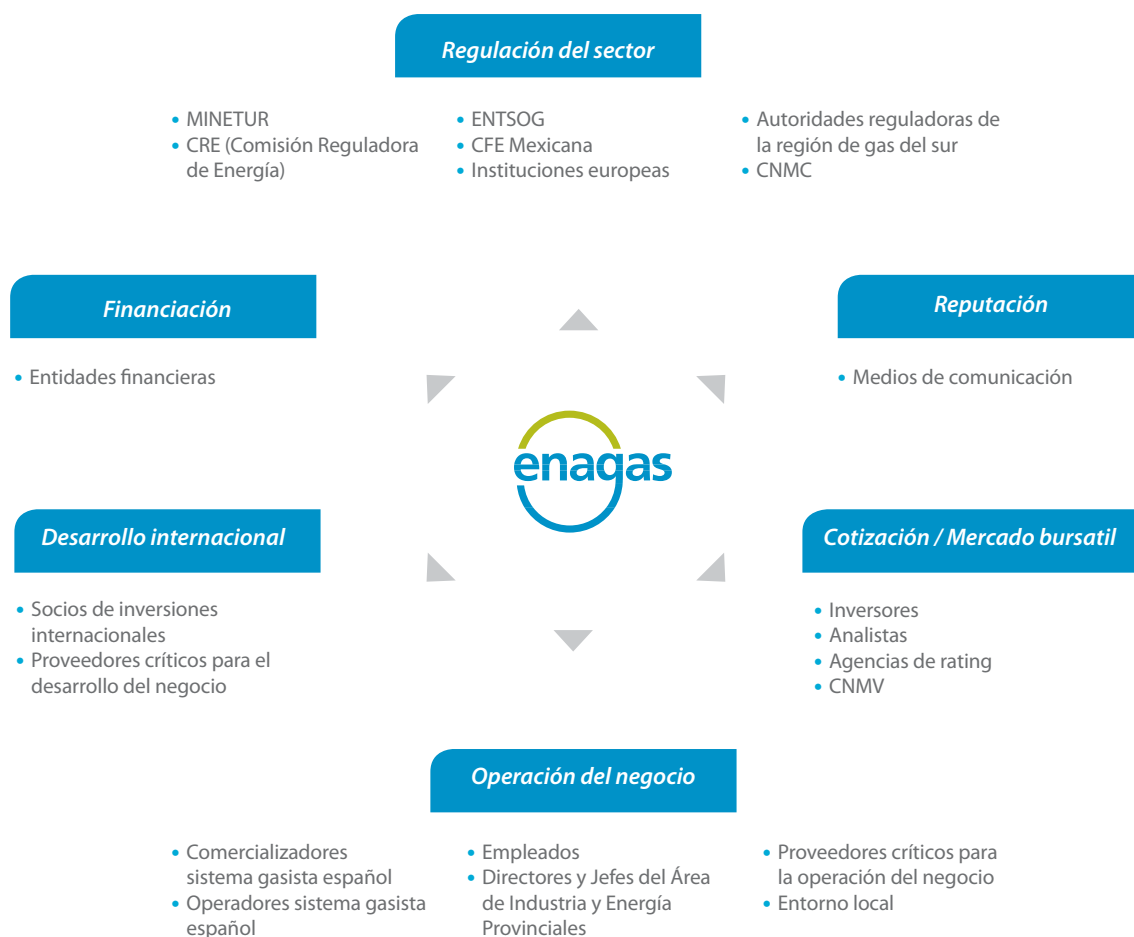 Regulación del sector
• MINETUR
• CRE (Comisión Reguladora
de Energía)
• ENTSOG
• CFE Mexicana
• Instituciones europeas
• Autoridades reguladoras de
la región de gas del sur
• CNMC
Financiación
• Entidades financieras
Reputación
• Medios de comunicación
enagas
Desarrollo internacional
• Socios de inversiones
internacionales
• Proveedores críticos para el
desarrollo del negocio
Cotización / Mercado bursatil
• Inversores
• Analistas
• Agencias de rating
• CNMV
Operación del negocio
• Comercializadores
sistema gasista español
• Operadores sistema gasista
español
• Empleados
• Directores y Jefes del Área
de Industria y Energía
Provinciales
• Proveedores críticos para
la operación del negocio
• Entorno local